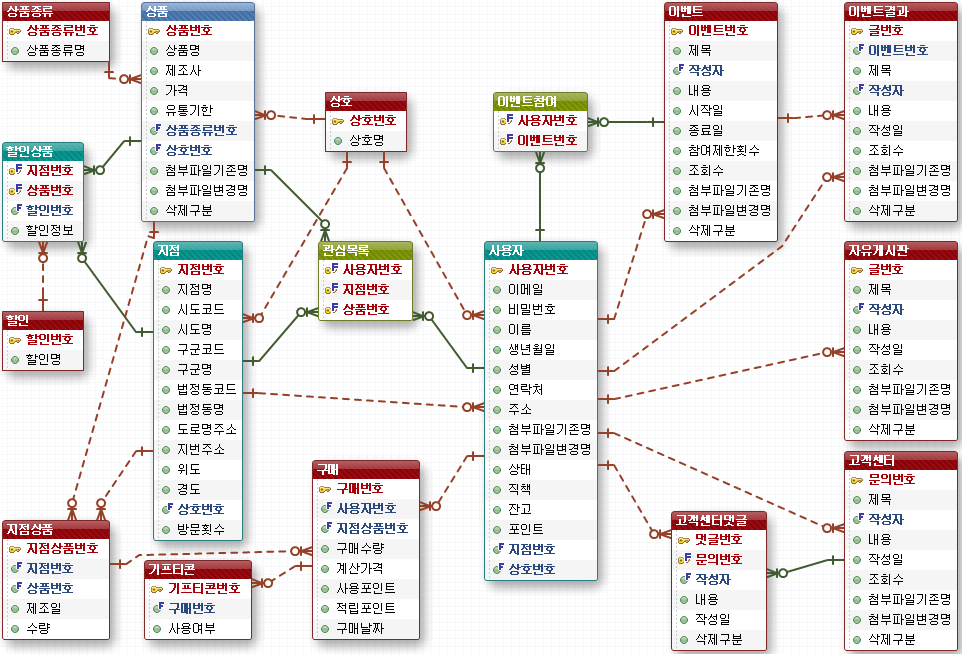 상품종류
상품종류번호
상품종류명
상품
상품번호
상품명
제조사
가격
유통기한
상품종류번호
상호번호
첨부파일기존명
첨부파일변경명
삭제구분
상호
상호번호
상호명
이벤트참여
사용자번호
이벤트번호
이벤트
이벤트번호
제목
작성자
내용
시작일
종료일
참여제한횟수
조회수
첨부파일기존명
첨부파일변경명
삭제구분
이벤트결과
글번호
이벤트번호
제목
작성자
내용
작성일
조회수
첨부파일기존명
첨부파일변경명
삭제구분
할인상품
지점번호
상품번호
할인번호
할인정보
할인
할인번호
할인명
지점
지점번호
지점명
시도코드
시도명
구군코드
구군명
법정동코드
법정동명
도로명주소
지번주소
위도
경도
상호번호
방문횟수
관심목록
사용자번호
지점번호
상품번호
사용자
사용자번호
이메일
비밀번호
이름
생년월일
성별
연락처
주소
첨부파일기존명
첨부파일변경명
상태
직책
잔고
포인트
지점번호
상호번호
자유게시판
글번호
제목
작성자
내용
작성일
조회수
첨부파일기존명
첨부파일변경명
삭제구분
지점상품
지점상품번호
지점번호
상품번호
제조일
수량
기프티콘
기프티콘번호
구매번호
사용여부
구매
구매번호
사용자번호
지점상품번호
구매수량
계산가격
사용포인트
적립포인트
구매날짜
고객센터댓글
댓글번호
문의번호
작성자
내용
작성일
삭제구분
고객센터
문의번호
제목
작성자
내용
작성일
조회수
첨부파일기존명
첨부파일변경명
삭제구분